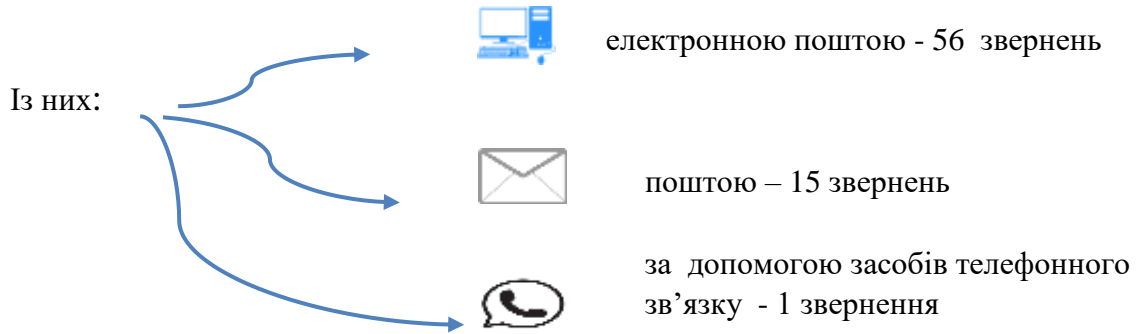 електронною поштою - 56 звернень
Із них:
поштою – 15 звернень
за допомогою засобів телефонного
зв’язку - 1 звернення